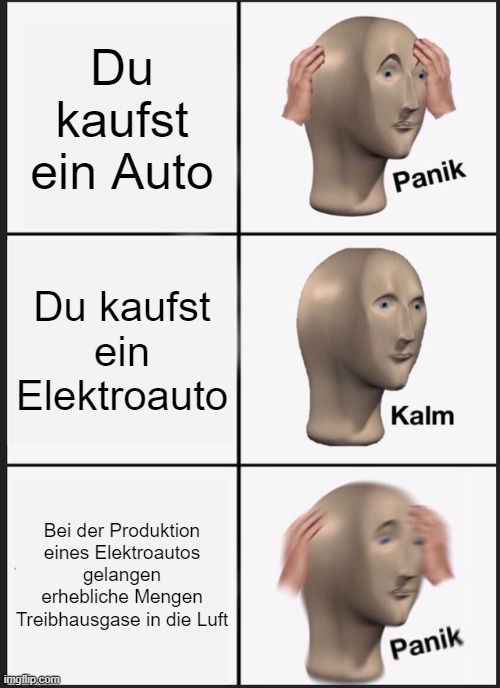 Du
kaufst
ein Auto
Panik
Du kaufst
ein
Elektroauto
Kalm
Bei der Produktion
eines Elektroautos
gelangen
erhebliche Mengen
Treibhausgase in die Luft
Panik
imgflip.com